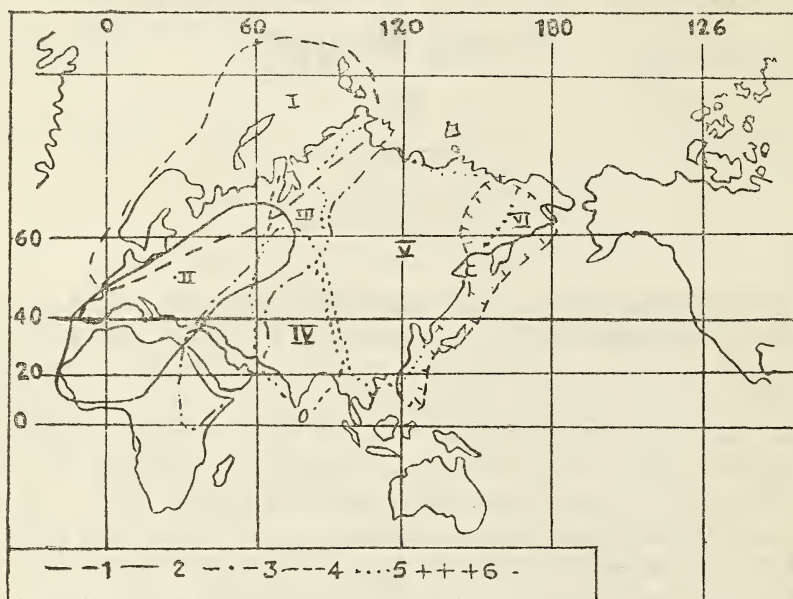 0 60 120 180 126
I
III
VI
60
V
II
40
IV
20
0
— — 1 —— 2 — · — 3 — — — 4 ..... 5 + + + 6 .